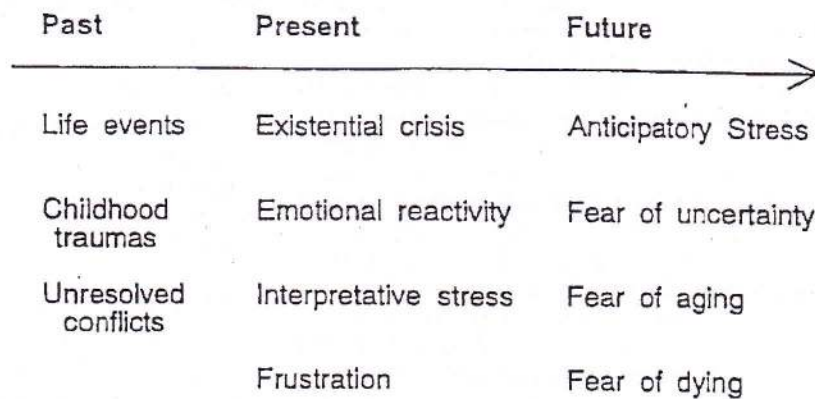 Past Present Future
Life events Existential crisis Anticipatory Stress
Childhood traumas Emotional reactivity Fear of uncertainty
Unresolved conflicts Interpretative stress Fear of aging
Frustration Fear of dying